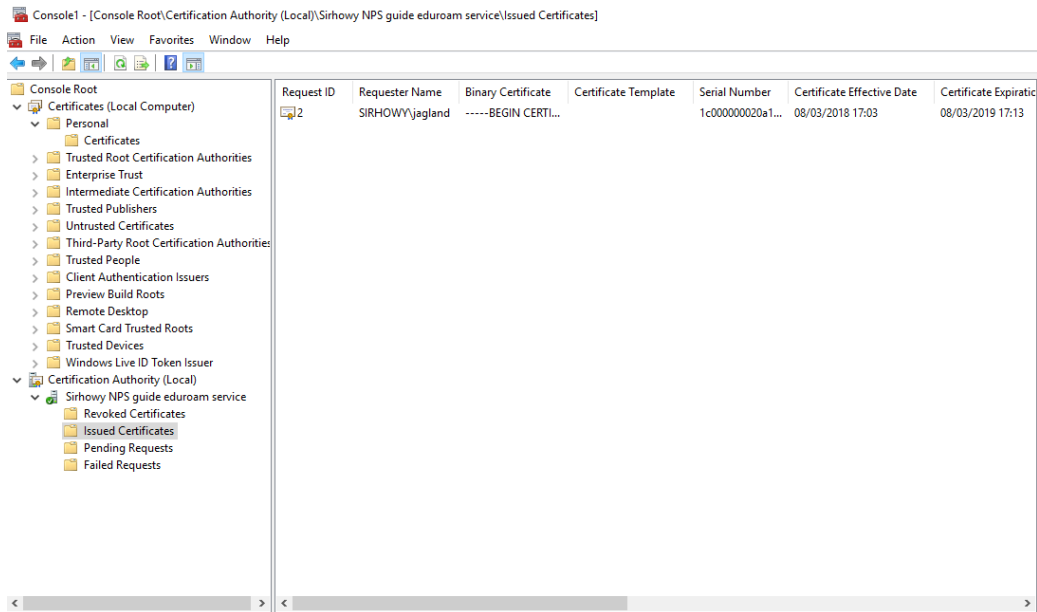 Console1 - [Console Root\Certification Authority (Local)\Sirhowy NPS guide eduroam service\Issued Certificates]
File Action View Favorites Window Help
Console Root
Certificates (Local Computer)
Personal
Certificates
Trusted Root Certification Authorities
Enterprise Trust
Intermediate Certification Authorities
Trusted Publishers
Untrusted Certificates
Third-Party Root Certification Authorities
Trusted People
Client Authentication Issuers
Preview Build Roots
Remote Desktop
Smart Card Trusted Roots
Trusted Devices
Windows Live ID Token Issuer
Certification Authority (Local)
Sirhowy NPS guide eduroam service
Revoked Certificates
Issued Certificates
Pending Requests
Failed Requests
Request ID Requester Name Binary Certificate Certificate Template Serial Number Certificate Effective Date Certificate Expiratic
2 SIRHOWY\jagland -----BEGIN CERTI... 1c000000020a1... 08/03/2018 17:03 08/03/2019 17:13